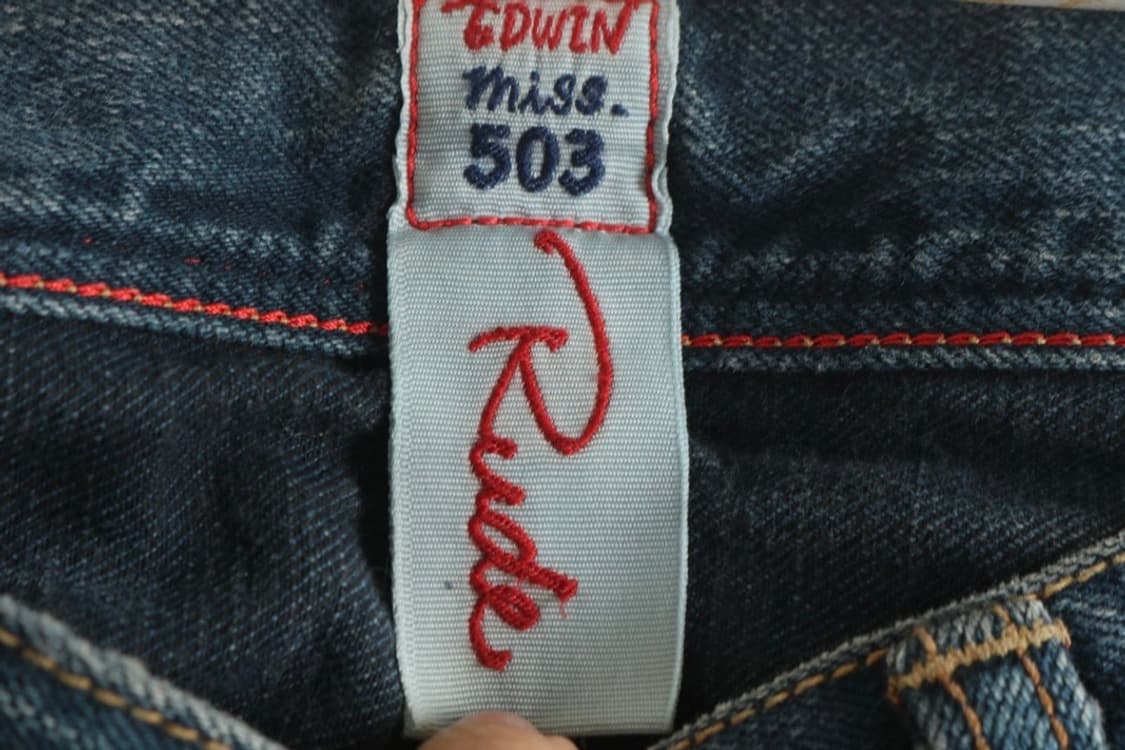 EDWIN
miss.
503
Rude